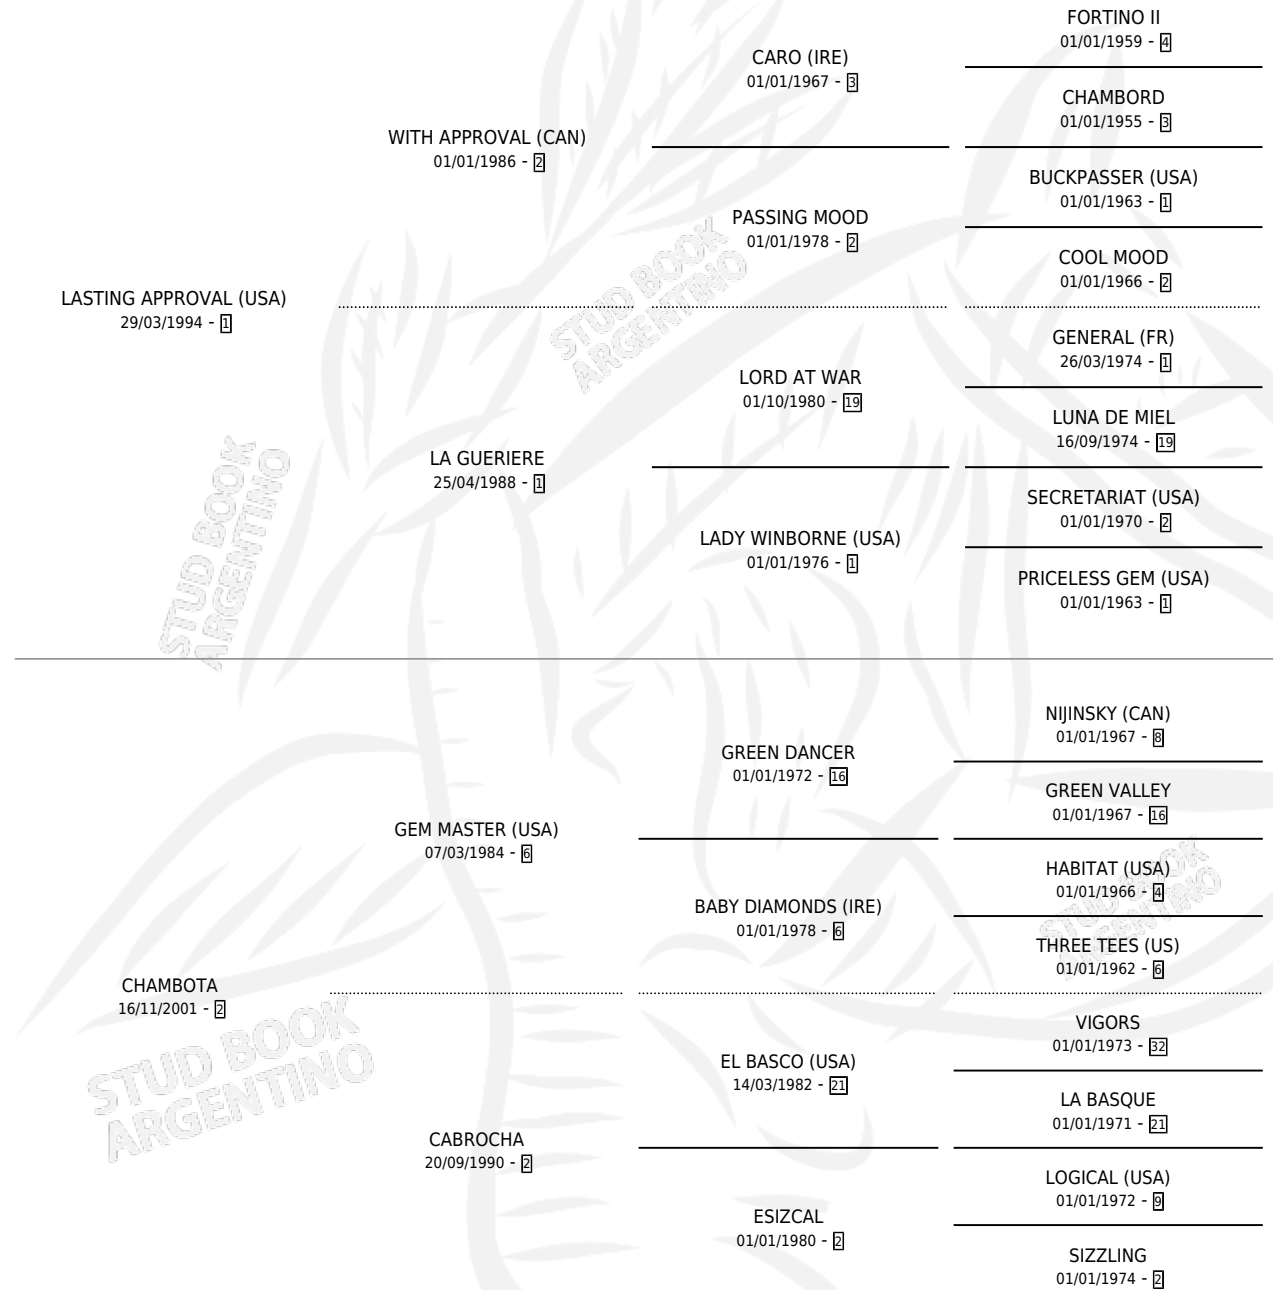 FORTINO II
01/01/1959 - 4
CARO (IRE)
01/01/1967 - 3
CHAMBORD
01/01/1955 - 3
WITH APPROVAL (CAN)
01/01/1986 - 2
BUCKPASSER (USA)
01/01/1963 - 1
PASSING MOOD
01/01/1978 - 2
COOL MOOD
01/01/1966 - 2
LASTING APPROVAL (USA)
29/03/1994 - 1
GENERAL (FR)
26/03/1974 - 1
LORD AT WAR
01/10/1980 - 19
LUNA DE MIEL
16/09/1974 - 19
LA GUERIERE
25/04/1988 - 1
SECRETARIAT (USA)
01/01/1970 - 2
LADY WINBORNE (USA)
01/01/1976 - 1
PRICELESS GEM (USA)
01/01/1963 - 1
STUD BOOK
ARGENTINO
STUD BOOK
ARGENTINO
NIJINSKY (CAN)
01/01/1967 - 8
GREEN DANCER
01/01/1972 - 16
GREEN VALLEY
01/01/1967 - 16
GEM MASTER (USA)
07/03/1984 - 6
HABITAT (USA)
01/01/1966 - 4
BABY DIAMONDS (IRE)
01/01/1978 - 6
THREE TEES (US)
01/01/1962 - 6
STUD BOOK
ARGENTINO
CHAMBOTA
16/11/2001 - 2
VIGORS
01/01/1973 - 32
EL BASCO (USA)
14/03/1982 - 21
LA BASQUE
01/01/1971 - 21
CABROCHA
20/09/1990 - 2
LOGICAL (USA)
01/01/1972 - 9
ESIZCAL
01/01/1980 - 2
SIZZLING
01/01/1974 - 2
STUD BOOK
ARGENTINO